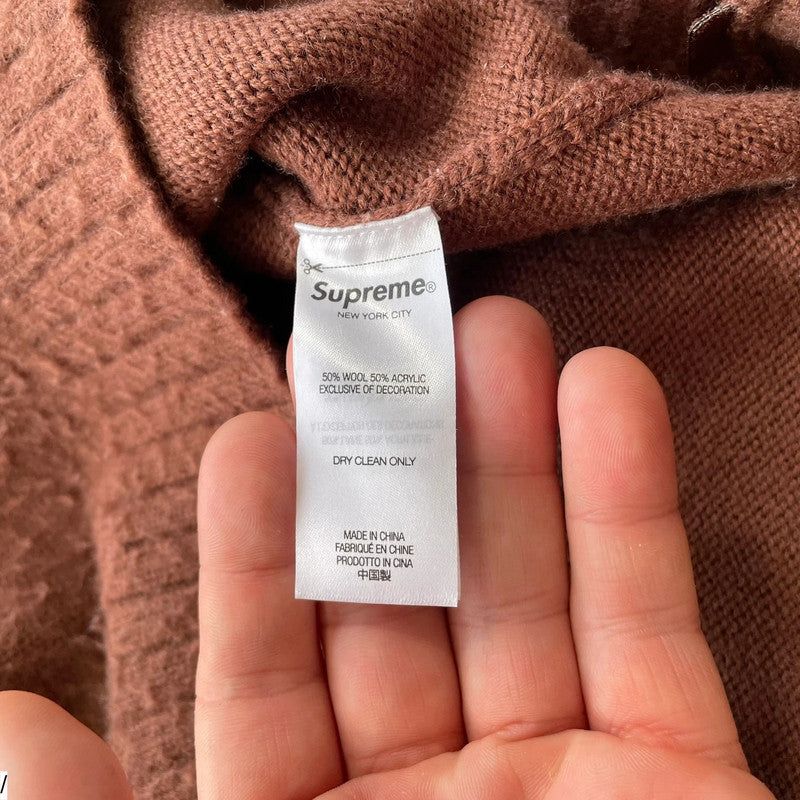 Supreme®
NEW YORK CITY
50% WOOL 50% ACRYLIC
EXCLUSIVE OF DECORATION
DRY CLEAN ONLY
MADE IN CHINA
FABRIQUÉ EN CHINE
PRODOTTO IN CINA
中国製
/